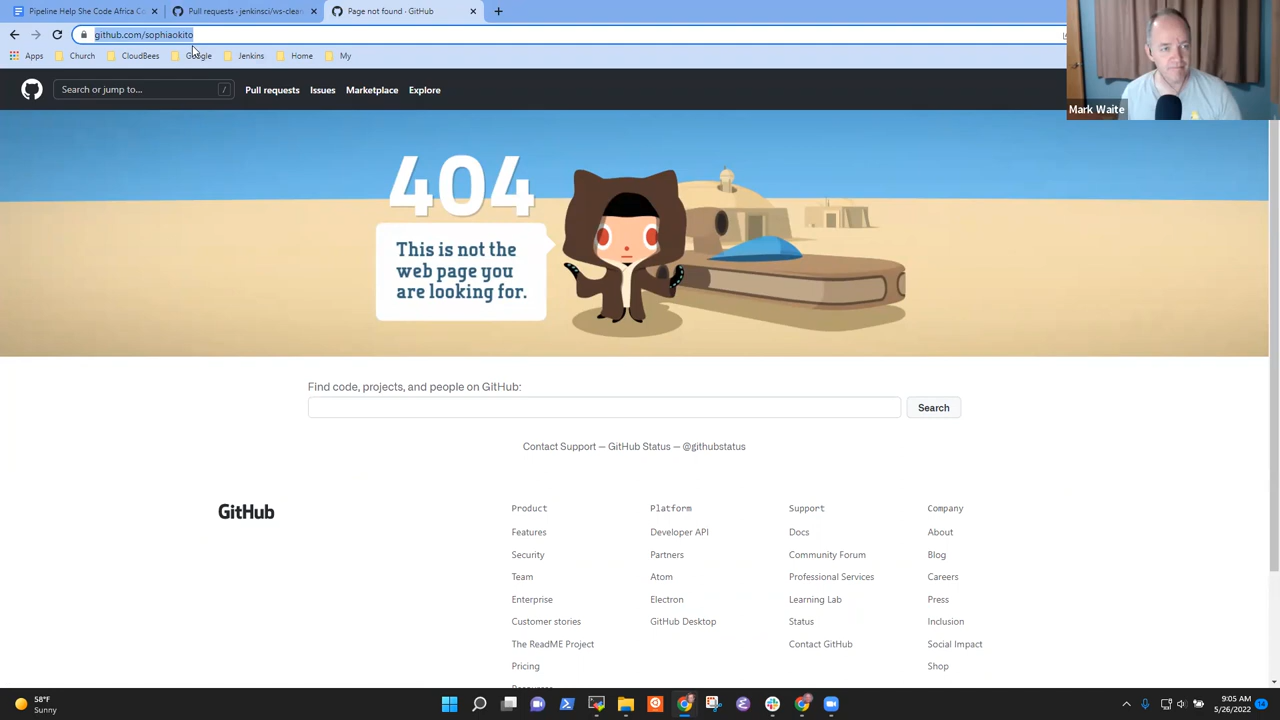 Pipeline Help She Code Africa Co
Pull requests · jenkinsci/ws-clean
Page not found · GitHub
github.com/sophiaokito
Apps
Church
CloudBees
Google
Jenkins
Home
My
Mark Waite
Search or jump to...
/
Pull requests
Issues
Marketplace
Explore
404
This is not the
web page you
are looking for.
Find code, projects, and people on GitHub:
Search
Contact Support — GitHub Status — @githubstatus
GitHub
Product
Features
Security
Team
Enterprise
Customer stories
The ReadME Project
Pricing
Platform
Developer API
Partners
Atom
Electron
GitHub Desktop
Support
Docs
Community Forum
Professional Services
Learning Lab
Status
Contact GitHub
Company
About
Blog
Careers
Press
Inclusion
Social Impact
Shop
58°F
Sunny
9:05 AM
5/26/2022
14